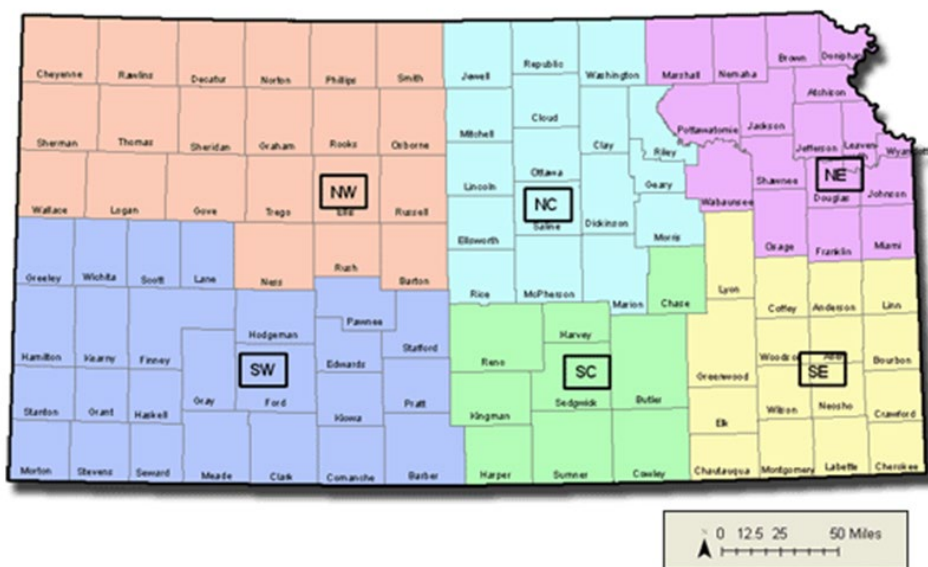 Cheyenne Rawlins Decatur Norton Phillips Smith Jewell Republic Washington Marshall Nemaha Brown Doniphan
Atchison
Sherman Thomas Sheridan Graham Rooks Osborne Mitchell Cloud Clay Riley Pottawatomie Jackson Jefferson Leaven
Wallace Logan Gove Trego Ellis Russell Lincoln Ottawa Geary Wabaunsee Shawnee Douglas Johnson
NW NC NE
Ellsworth Saline Dickinson Morris Osage Franklin Miami
Greeley Wichita Scott Lane Ness Rush Barton Rice McPherson Marion Chase Lyon Coffey Anderson Linn
Hamilton Kearny Finney Hodgeman Pawnee Stafford Edwards Reno Harvey Greenwood Bourbon
SW SC SE
Stanton Grant Haskell Gray Ford Kiowa Pratt Kingman Sedgwick Butler Elk Wilson Neosho Crawford
Morton Stevens Seward Meade Clark Comanche Barber Harper Sumner Cowley Chautauqua Montgomery Labette Cherokee
N 0 12.5 25 50 Miles